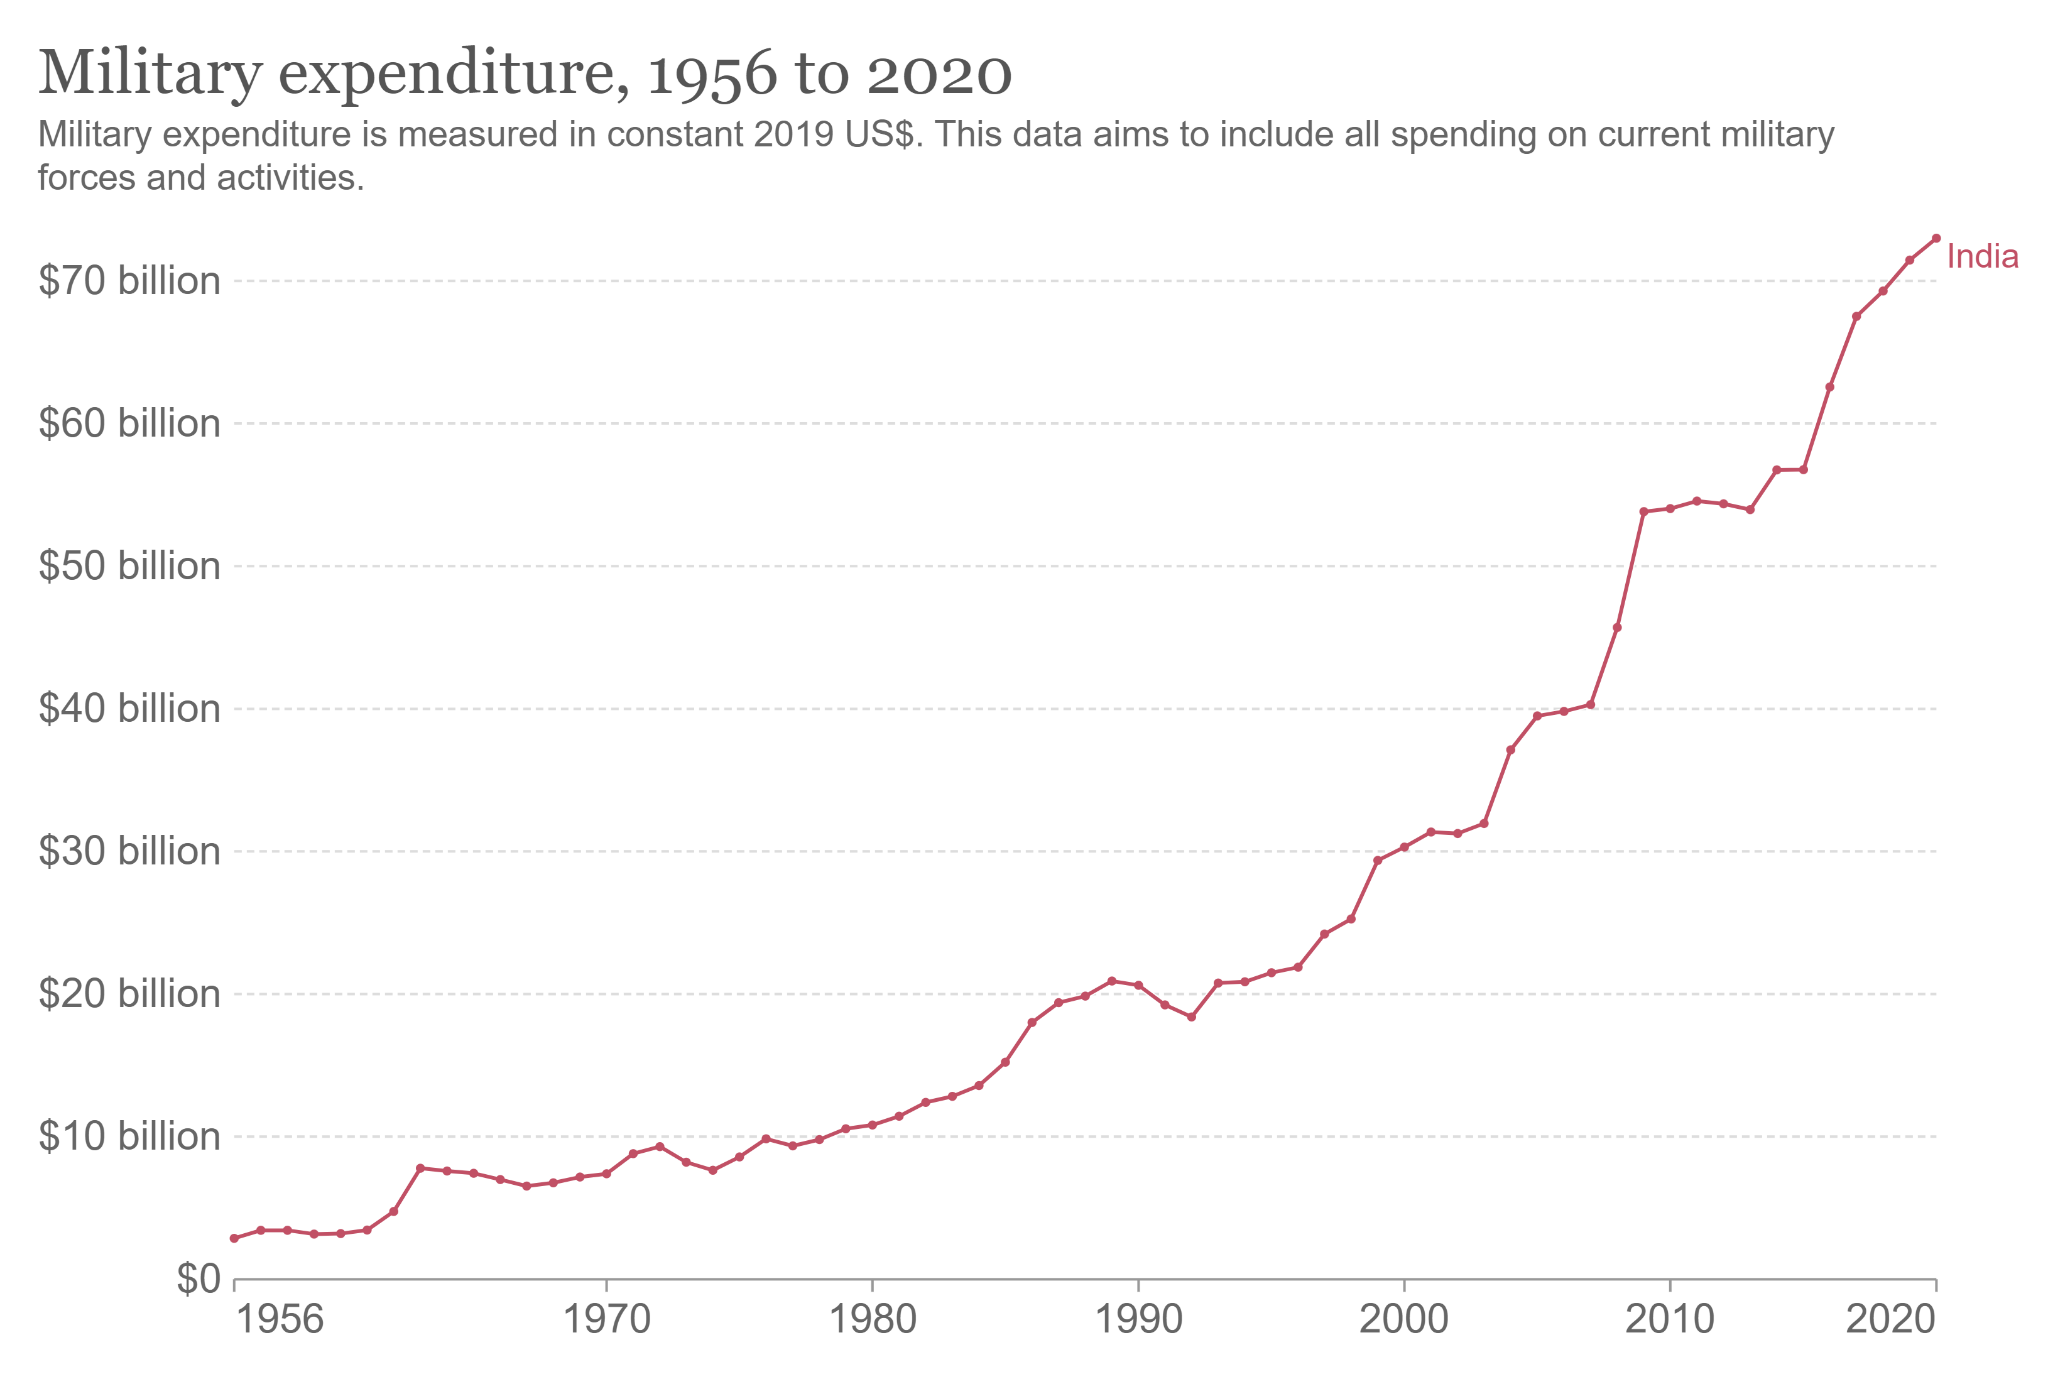 Military expenditure, 1956 to 2020
Military expenditure is measured in constant 2019 US$. This data aims to include all spending on current military
forces and activities.
India
$70 billion
$60 billion
$50 billion
$40 billion
$30 billion
$20 billion
$10 billion
$0
1956 1970 1980 1990 2000 2010 2020